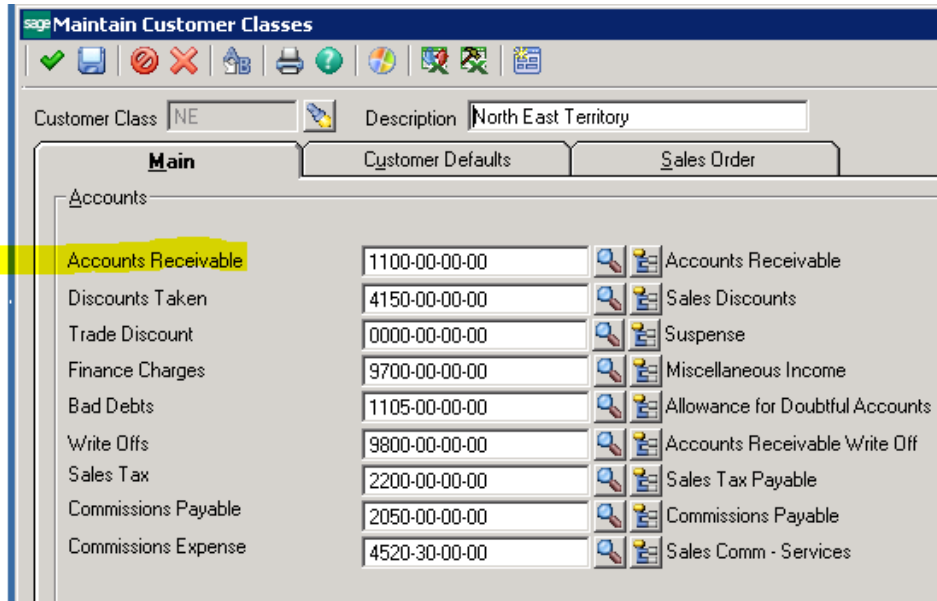 sage Maintain Customer Classes
Customer Class NE Description North East Territory
Main Customer Defaults Sales Order
Accounts
Accounts Receivable 1100-00-00-00 Accounts Receivable
Discounts Taken 4150-00-00-00 Sales Discounts
Trade Discount 0000-00-00-00 Suspense
Finance Charges 9700-00-00-00 Miscellaneous Income
Bad Debts 1105-00-00-00 Allowance for Doubtful Accounts
Write Offs 9800-00-00-00 Accounts Receivable Write Off
Sales Tax 2200-00-00-00 Sales Tax Payable
Commissions Payable 2050-00-00-00 Commissions Payable
Commissions Expense 4520-30-00-00 Sales Comm - Services